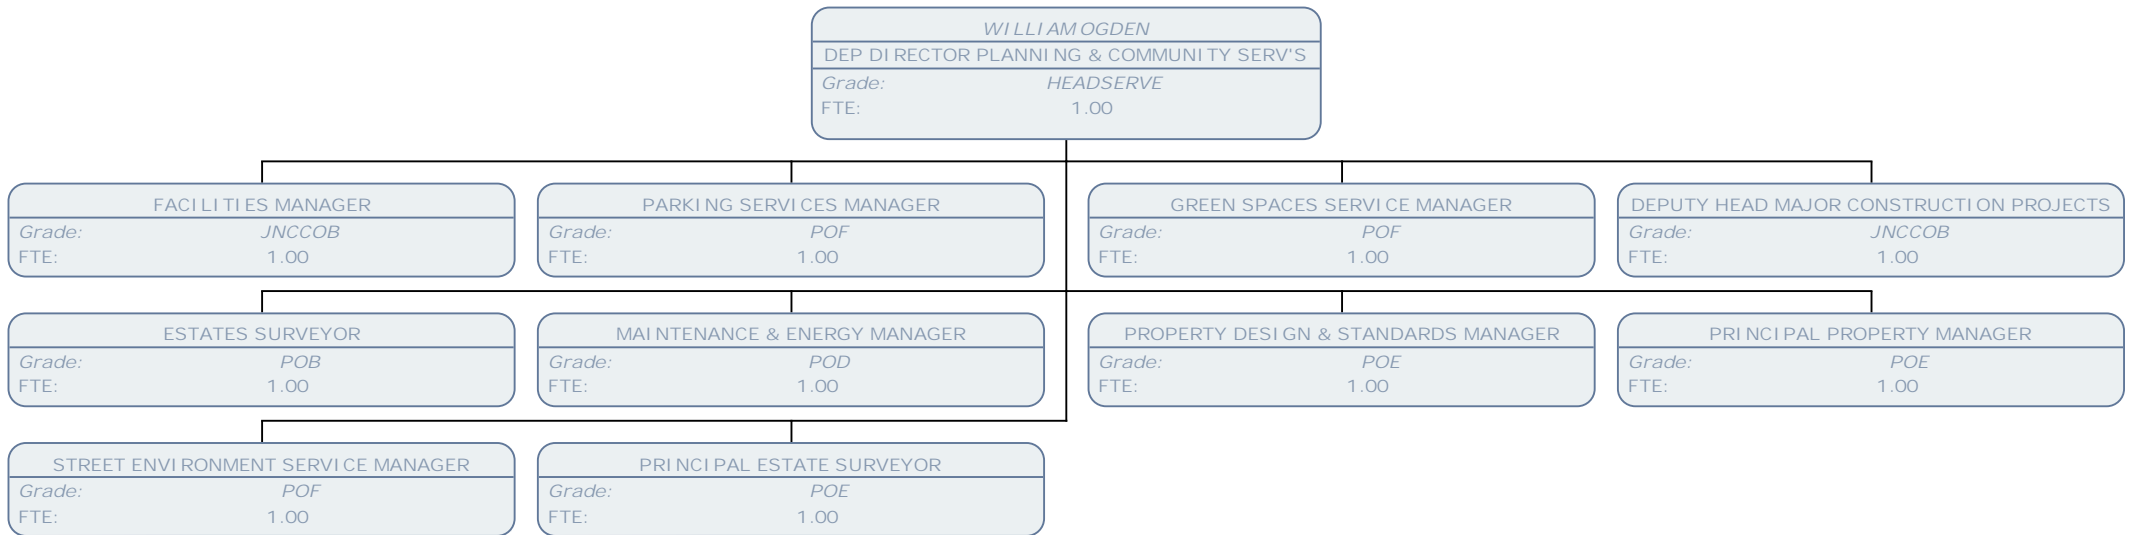 WILLIAM OGDEN
DEP DIRECTOR PLANNING & COMMUNITY SERV'S
Grade: HEADSERVE
FTE: 1.00
FACILITIES MANAGER
Grade: JNCCOB
FTE: 1.00
PARKING SERVICES MANAGER
Grade: POF
FTE: 1.00
GREEN SPACES SERVICE MANAGER
Grade: POF
FTE: 1.00
DEPUTY HEAD MAJOR CONSTRUCTION PROJECTS
Grade: JNCCOB
FTE: 1.00
ESTATES SURVEYOR
Grade: POB
FTE: 1.00
MAINTENANCE & ENERGY MANAGER
Grade: POD
FTE: 1.00
PROPERTY DESIGN & STANDARDS MANAGER
Grade: POE
FTE: 1.00
PRINCIPAL PROPERTY MANAGER
Grade: POE
FTE: 1.00
STREET ENVIRONMENT SERVICE MANAGER
Grade: POF
FTE: 1.00
PRINCIPAL ESTATE SURVEYOR
Grade: POE
FTE: 1.00